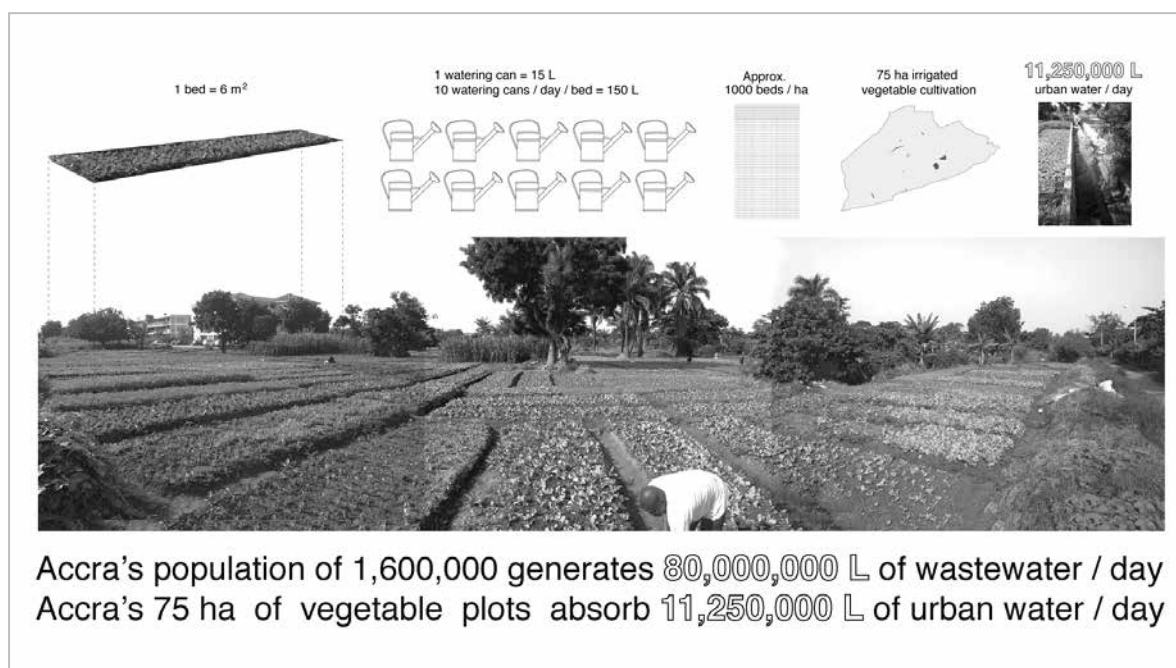 1 bed = 6 m²
1 watering can = 15 L
10 watering cans / day / bed = 150 L
Approx.
1000 beds / ha
75 ha irrigated
vegetable cultivation
11,250,000 L
urban water / day
Accra's population of 1,600,000 generates 80,000,000 L of wastewater / day
Accra's 75 ha of vegetable plots absorb 11,250,000 L of urban water / day